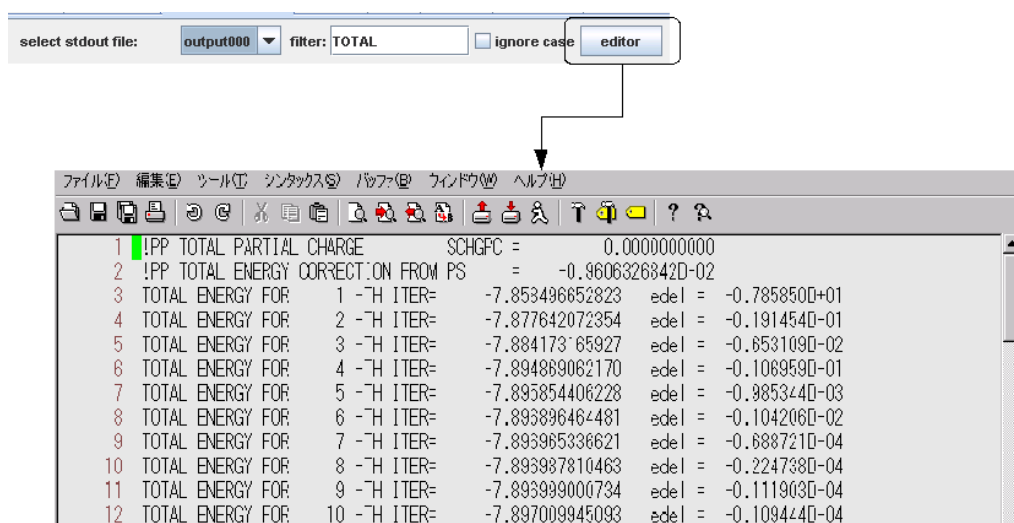 select stdout file: output000 filter: TOTAL ignore case editor
ファイル(F) 編集(E) ツール(T) シンタックス(S) バッファ(B) ウィンドウ(W) ヘルプ(H)
1 !PP TOTAL PARTIAL CHARGE SCHGPC = 0.0000000000
2 !PP TOTAL ENERGY CORRECTION FROM PS = -0.9606326842D-02
3 TOTAL ENERGY FOR 1 -TH ITER= -7.858496652823 edel = -0.785850D+01
4 TOTAL ENERGY FOR 2 -TH ITER= -7.877642072354 edel = -0.191454D-01
5 TOTAL ENERGY FOR 3 -TH ITER= -7.884173165927 edel = -0.653109D-02
6 TOTAL ENERGY FOR 4 -TH ITER= -7.894869062170 edel = -0.106959D-01
7 TOTAL ENERGY FOR 5 -TH ITER= -7.895854406228 edel = -0.985344D-03
8 TOTAL ENERGY FOR 6 -TH ITER= -7.896896464481 edel = -0.104206D-02
9 TOTAL ENERGY FOR 7 -TH ITER= -7.896965336621 edel = -0.688721D-04
10 TOTAL ENERGY FOR 8 -TH ITER= -7.896987810463 edel = -0.224738D-04
11 TOTAL ENERGY FOR 9 -TH ITER= -7.896999000734 edel = -0.111903D-04
12 TOTAL ENERGY FOR 10 -TH ITER= -7.897009945093 edel = -0.109444D-04